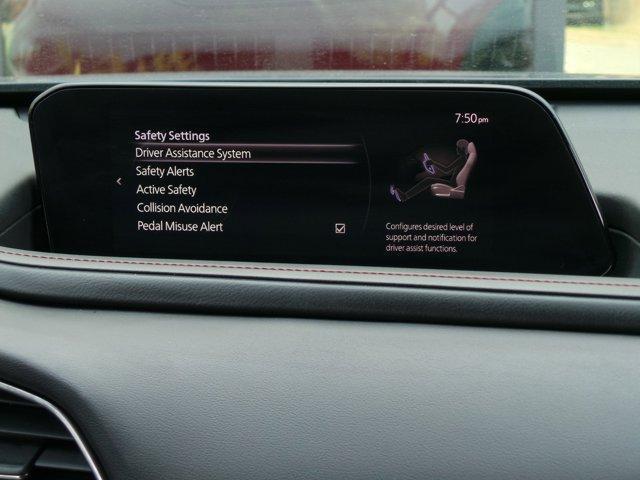 7:50pm
Safety Settings
Driver Assistance System
Safety Alerts
Active Safety
Collision Avoidance
Pedal Misuse Alert
Configures desired level of
support and notification for
driver assist functions.